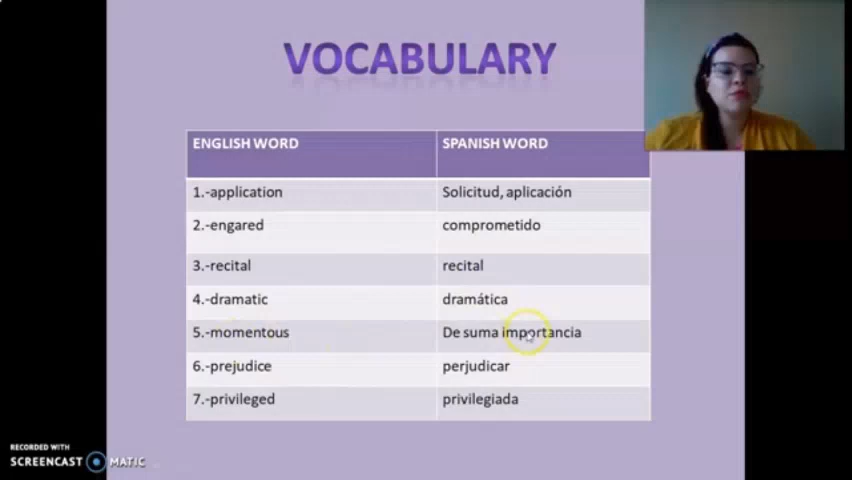 VOCABULARY
ENGLISH WORD SPANISH WORD
1.-application Solicitud, aplicación
2.-engared comprometido
3.-recital recital
4.-dramatic dramática
5.-momentous De suma importancia
6.-prejudice perjudicar
7.-privileged privilegiada
RECORDED WITH
SCREENCAST MATIC